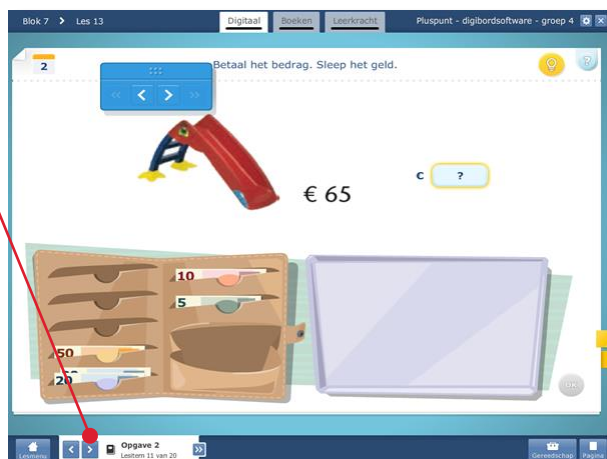 Blok 7 > Les 13
Digitaal
Boeken
Leerkracht
Pluspunt - digibordsoftware - groep 4
2
Betaal het bedrag. Sleep het geld.
?
€ 65
c ?
10
5
50
20
OK
Opgave 2
Lesitem 11 van 20
Lesmenu
Gereedschap
Pagina